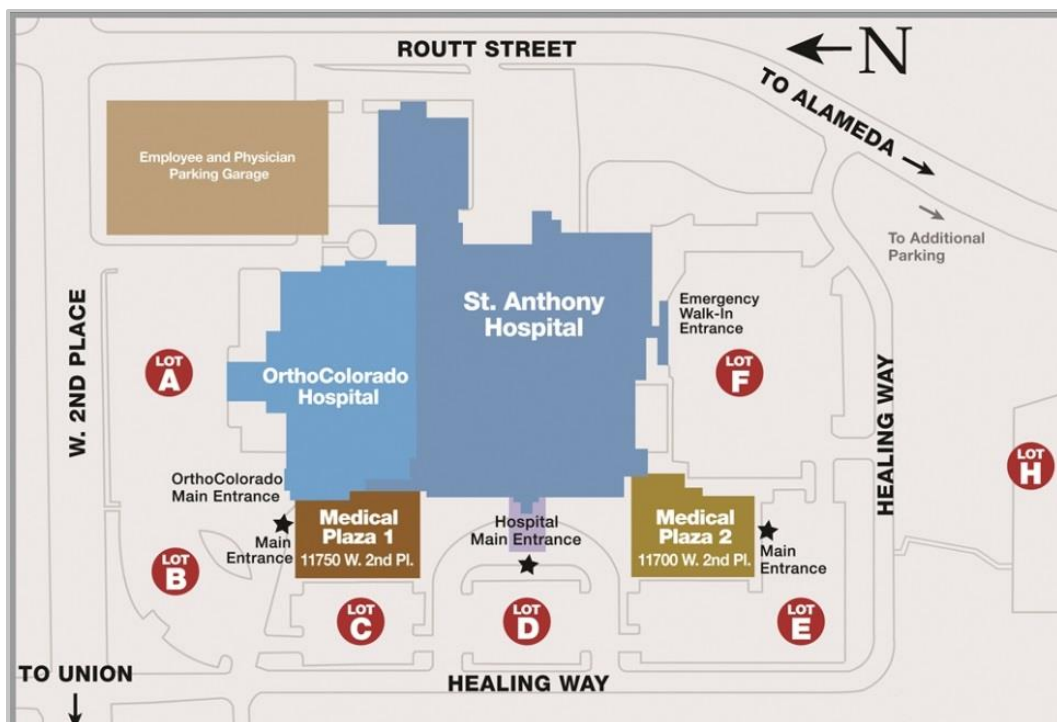 ROUTT STREET
N
TO ALAMEDA
Employee and Physician
Parking Garage
To Additional
Parking
St. Anthony
Hospital
Emergency
Walk-In
Entrance
W. 2ND PLACE
LOT
A
OrthoColorado
Hospital
LOT
F
HEALING WAY
LOT
H
OrthoColorado
Main Entrance
Medical
Plaza 1
11750 W. 2nd Pl.
Main
Entrance
Hospital
Main Entrance
Medical
Plaza 2
11700 W. 2nd Pl.
Main
Entrance
LOT
B
LOT
C
LOT
D
LOT
E
TO UNION
HEALING WAY